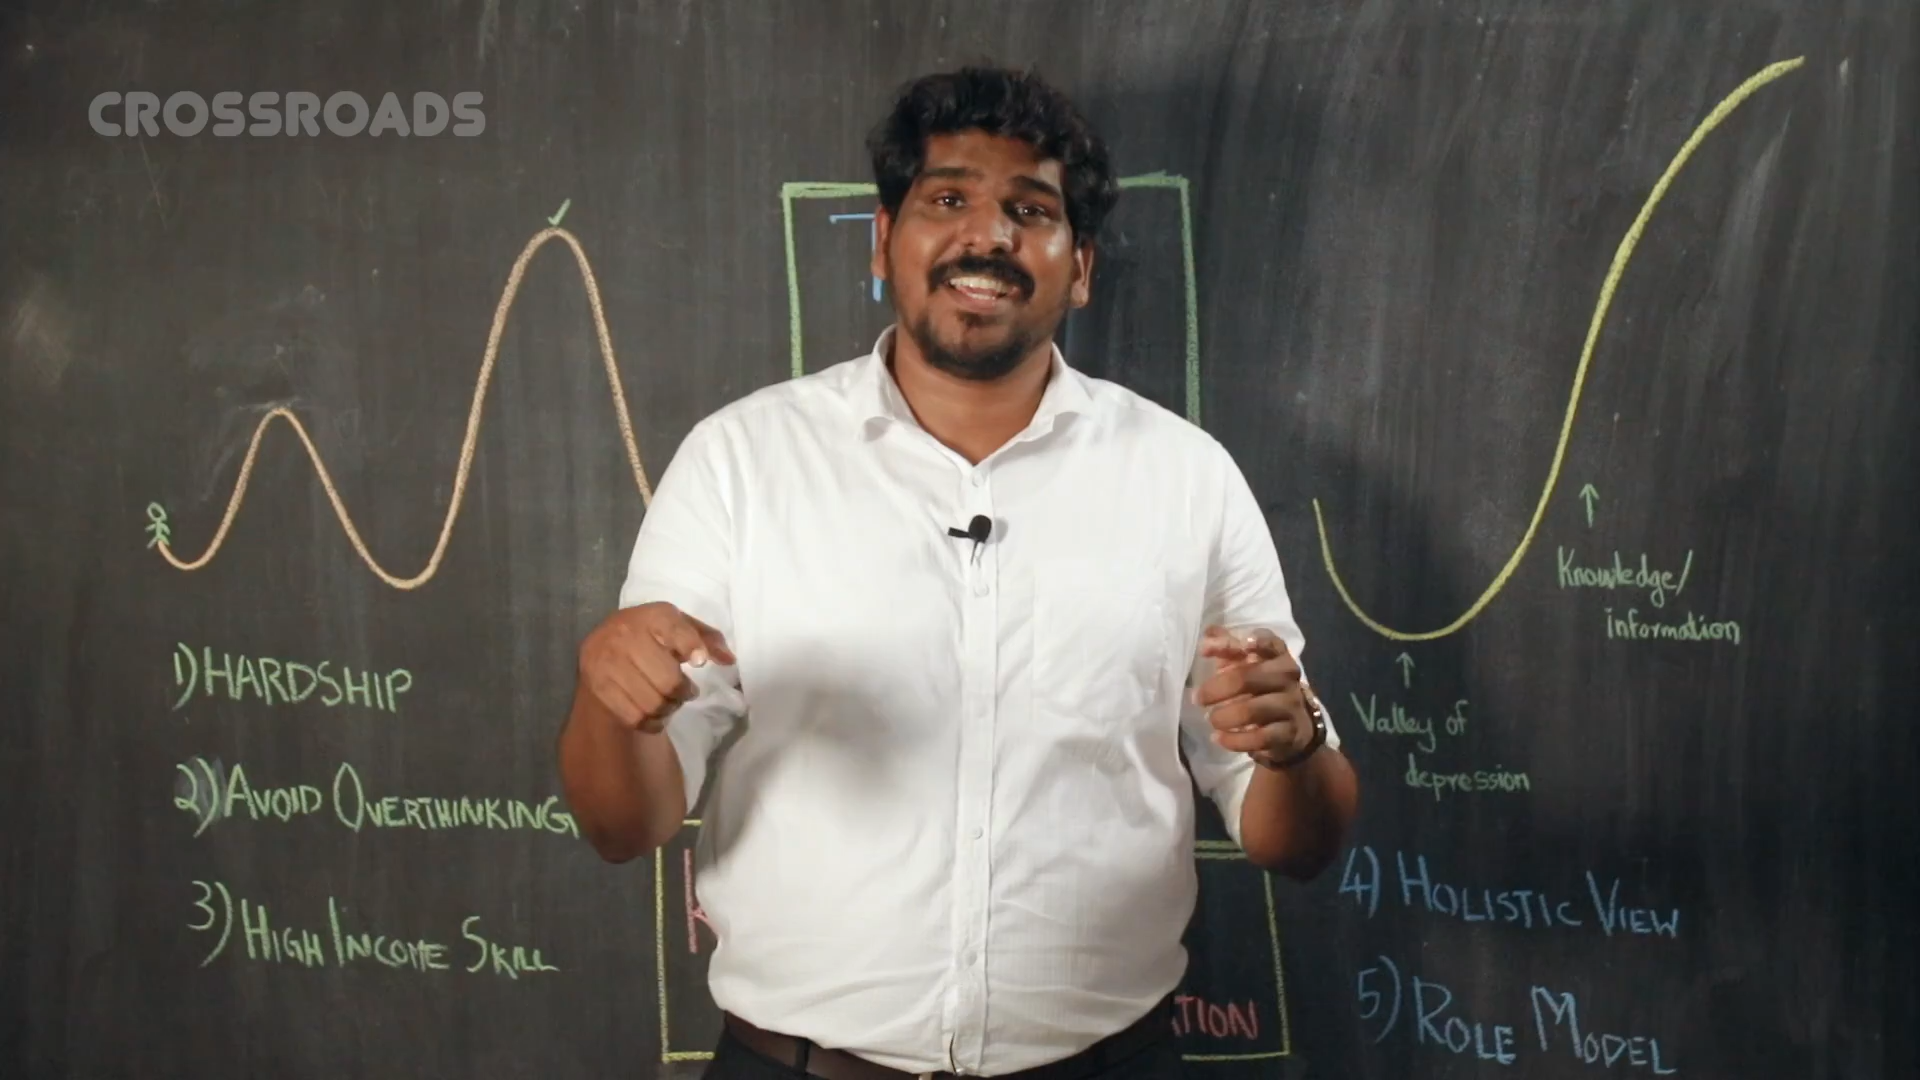 CROSSROADS
1) HARDSHIP
2) AVOID OVERTHINKING
3) HIGH INCOME SKILL
Knowledge/
information
Valley of
depression
4) HOLISTIC VIEW
5) ROLE MODEL